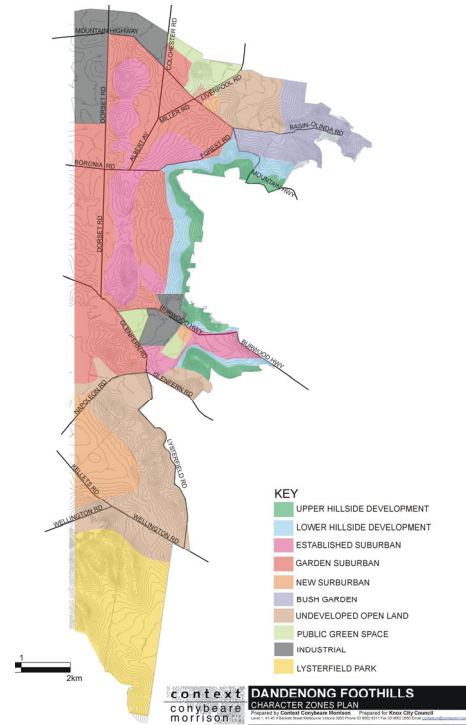 MOUNTAIN HIGHWAY
COLCHESTER RD
DORSET RD
ALBERT AV
MILLER RD
LIVERPOOL RD
BASIN-OLINDA RD
FOREST RD
BORONIA RD
MOUNTAIN HWY
DORSET RD
BURWOOD HWY
BURWOOD HWY
GLENFERN RD
GLENFERN RD
NAPOLEON RD
LYSTERFIELD RD
KELLETS RD
WELLINGTON RD
WELLINGTON RD
KEY
UPPER HILLSIDE DEVELOPMENT
LOWER HILLSIDE DEVELOPMENT
ESTABLISHED SUBURBAN
GARDEN SUBURBAN
NEW SURBURBAN
BUSH GARDEN
UNDEVELOPED OPEN LAND
PUBLIC GREEN SPACE
INDUSTRIAL
LYSTERFIELD PARK
1
2km
context
conybeare
morrison
DANDENONG FOOTHILLS
CHARACTER ZONES PLAN
Prepared by Context Conybeare Morrison Prepared for Knox City Council